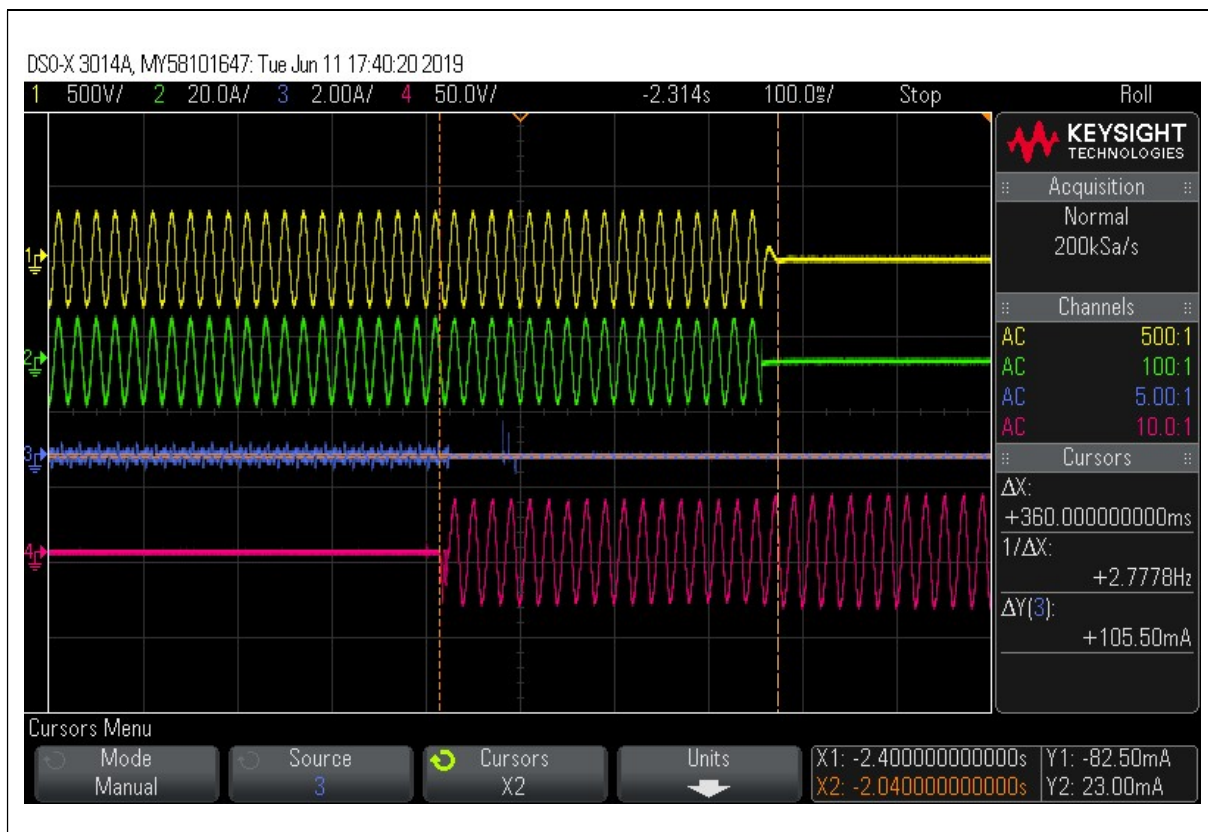 DSO-X 3014A, MY58101647: Tue Jun 11 17:40:20 2019
1 500V/ 2 20.0A/ 3 2.00A/ 4 50.0V/ -2.314s 100.0ms/ Stop Roll
KEYSIGHT
TECHNOLOGIES
Acquisition
Normal
200kSa/s
Channels
AC 500:1
AC 100:1
AC 5.00:1
AC 10.0:1
Cursors
ΔX:
+360.000000000ms
1/ΔX:
+2.7778Hz
ΔY(3):
+105.50mA
1
2
3
4
Cursors Menu
Mode
Manual
Source
3
Cursors
X2
Units
X1: -2.400000000000s Y1: -82.50mA
X2: -2.040000000000s Y2: 23.00mA